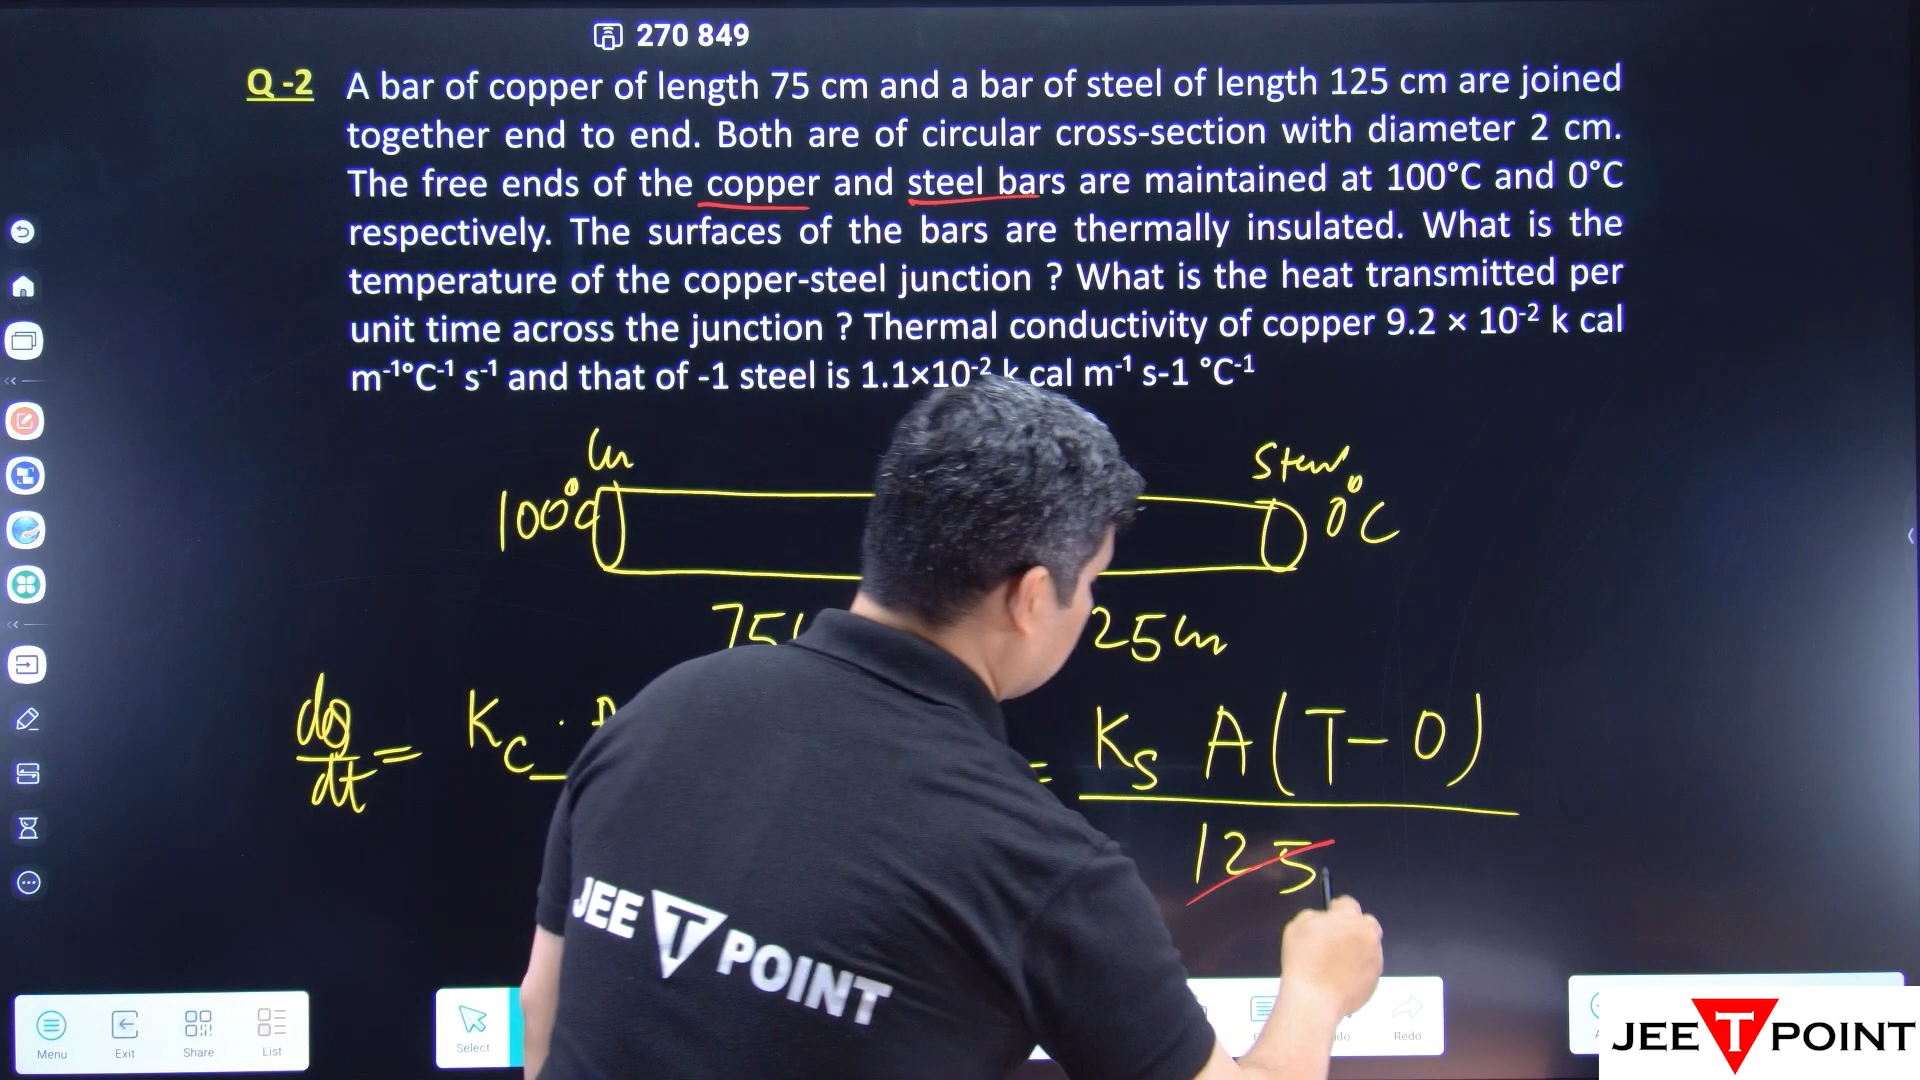 270 849
Q-2 A bar of copper of length 75 cm and a bar of steel of length 125 cm are joined
together end to end. Both are of circular cross-section with diameter 2 cm.
The free ends of the copper and steel bars are maintained at 100°C and 0°C
respectively. The surfaces of the bars are thermally insulated. What is the
temperature of the copper-steel junction ? What is the heat transmitted per
unit time across the junction ? Thermal conductivity of copper 9.2 × 10⁻² k cal
m⁻¹°C⁻¹ s⁻¹ and that of -1 steel is 1.1×10⁻² k cal m⁻¹ s-1 °C⁻¹
Cu Steel
100°C 0°C
75 25 cm
dQ/dt = K_C . = K_S A (T - 0)
125
JEE T POINT
Menu Exit Share List Select Redo
JEE T POINT